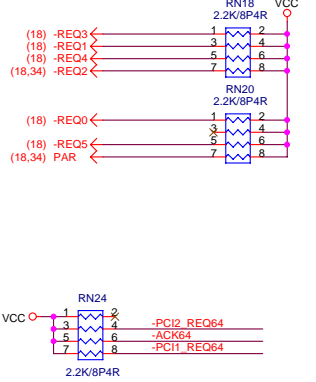 RN18 VCC
2.2K/8P4R
(18) -REQ3 1 2
(18) -REQ1 3 4
(18) -REQ4 5 6
(18,34) -REQ2 7 8
RN20
2.2K/8P4R
(18) -REQ0 1 2
3 4
(18) -REQ5 5 6
(18,34) PAR 7 8
RN24
VCC 1 2
3 4 -PCI2_REQ64
5 6 -ACK64
7 8 -PCI1_REQ64
2.2K/8P4R